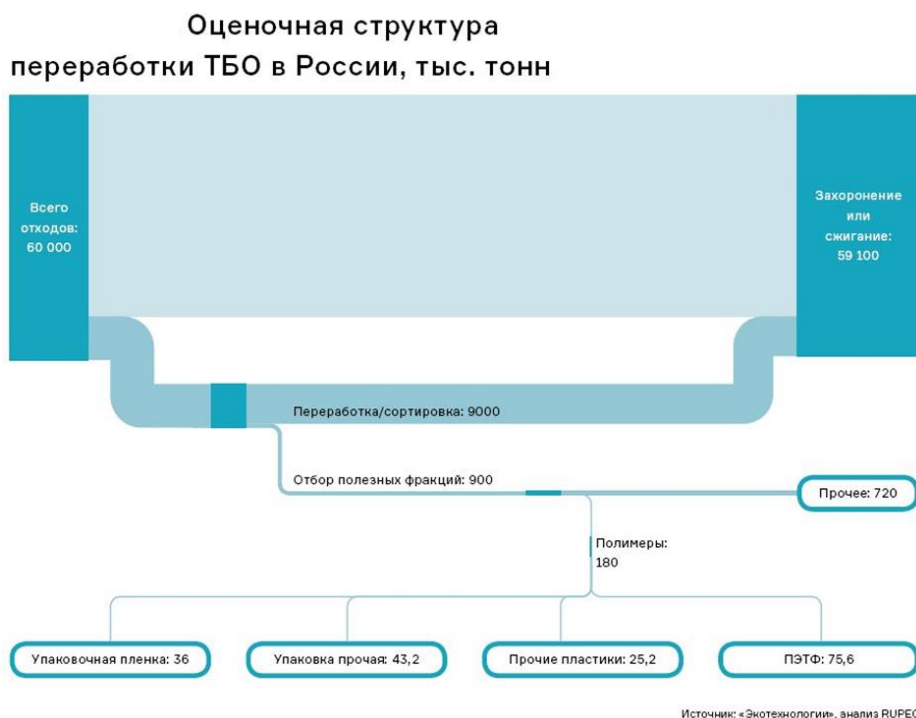 Оценочная структура
переработки ТБО в России, тыс. тонн
Всего
отходов:
60 000
Захоронение
или
сжигание:
59 100
Переработка/сортировка: 9000
Отбор полезных фракций: 900
Прочее: 720
Полимеры:
180
Упаковочная пленка: 36
Упаковка прочая: 43,2
Прочие пластики: 25,2
ПЭТФ: 75,6
Источник: «Экотехнологии», анализ RUPEC